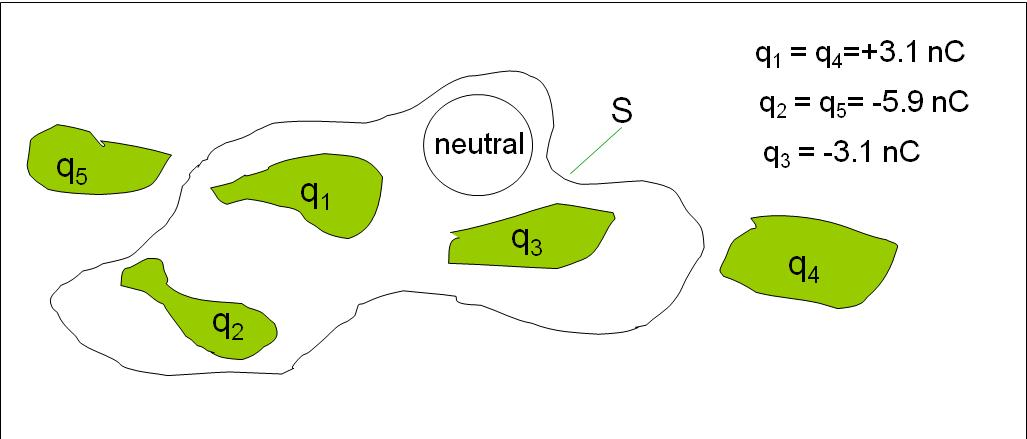 q₁ = q₄=+3.1 nC
q₂ = q₅= -5.9 nC
q₃ = -3.1 nC
S
neutral
q₅
q₁
q₃
q₄
q₂